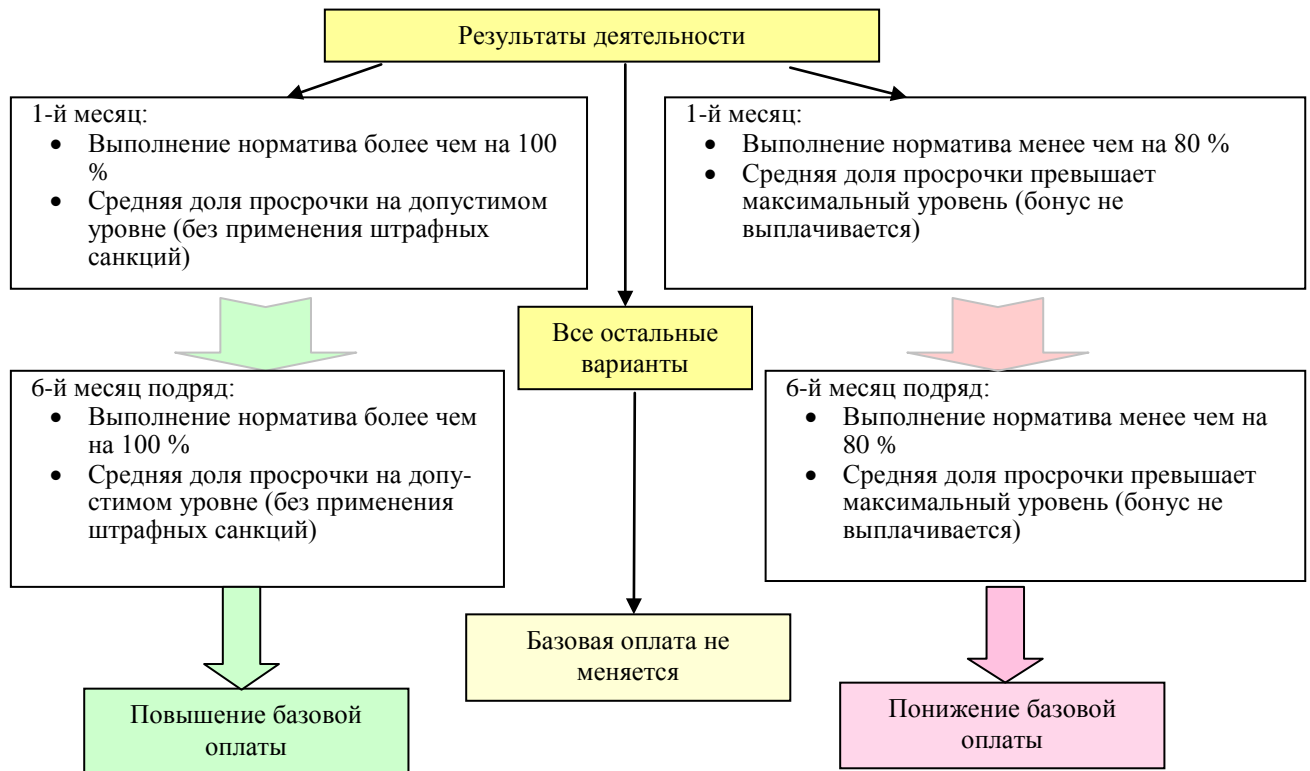 Результаты деятельности
1-й месяц:
• Выполнение норматива более чем на 100
%
• Средняя доля просрочки на допустимом
уровне (без применения штрафных
санкций)
1-й месяц:
• Выполнение норматива менее чем на 80 %
• Средняя доля просрочки превышает
максимальный уровень (бонус не
выплачивается)
Все остальные
варианты
6-й месяц подряд:
• Выполнение норматива более чем
на 100 %
• Средняя доля просрочки на допу-
стимом уровне (без применения
штрафных санкций)
6-й месяц подряд:
• Выполнение норматива менее чем на
80 %
• Средняя доля просрочки превышает
максимальный уровень (бонус не
выплачивается)
Базовая оплата не
меняется
Повышение базовой
оплаты
Понижение базовой
оплаты